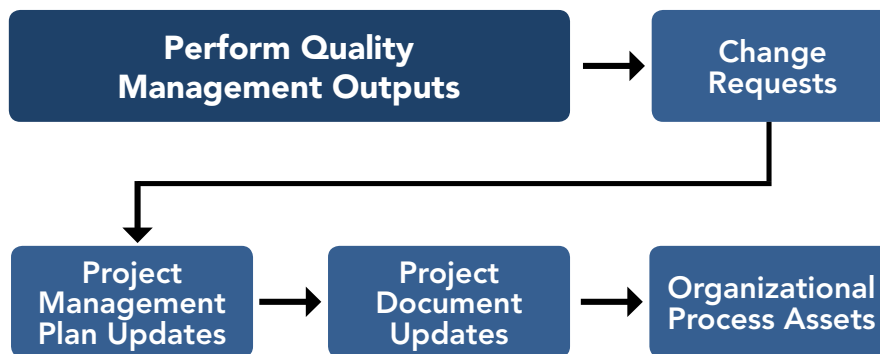 Perform Quality
Management Outputs
Change
Requests
Project
Management
Plan Updates
Project
Document
Updates
Organizational
Process Assets